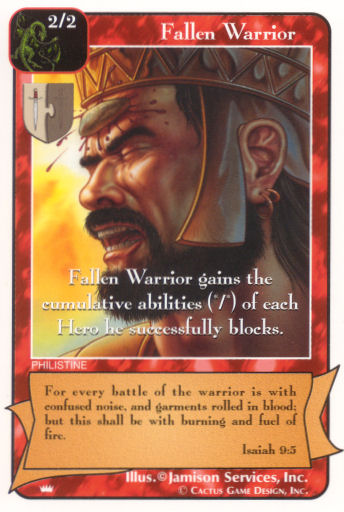 2/2
Fallen Warrior
Fallen Warrior gains the
cumulative abilities (*/*) of each
Hero he successfully blocks.
PHILISTINE
For every battle of the warrior is with
confused noise, and garments rolled in blood;
but this shall be with burning and fuel of
fire.
Isaiah 9:5
Illus.©Jamison Services, Inc.
© CACTUS GAME DESIGN, INC.